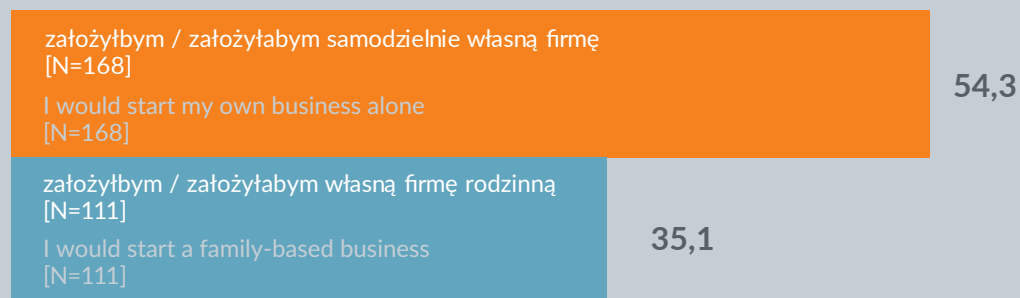 założyłbym / założyłabym samodzielnie własną firmę
[N=168]
I would start my own business alone
[N=168]
54,3
założyłbym / założyłabym własną firmę rodzinną
[N=111]
I would start a family-based business
[N=111]
35,1